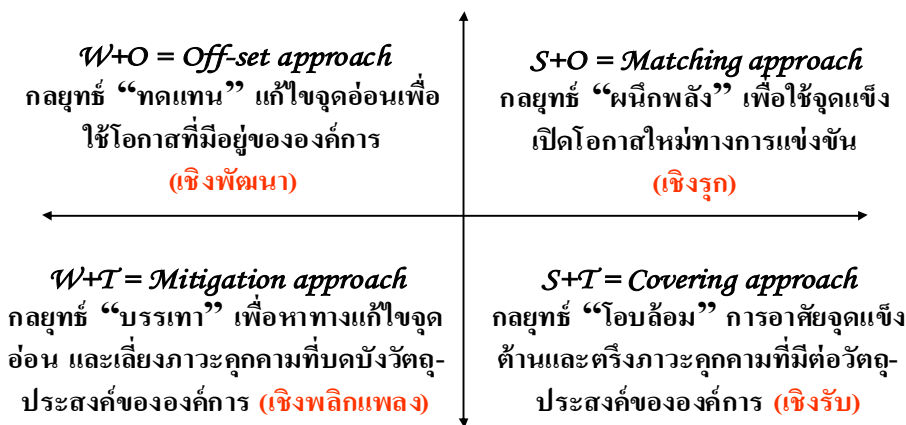 W+O = Off-set approach
กลยุทธ์ “ทดแทน” แก้ไขจุดอ่อนเพื่อ
ใช้โอกาสที่มีอยู่ขององค์การ
(เชิงพัฒนา)
S+O = Matching approach
กลยุทธ์ “ผนึกพลัง” เพื่อใช้จุดแข็ง
เปิดโอกาสใหม่ทางการแข่งขัน
(เชิงรุก)
W+T = Mitigation approach
กลยุทธ์ “บรรเทา” เพื่อหาทางแก้ไขจุด
อ่อน และเลี่ยงภาวะคุกคามที่บดบังวัตถุ-
ประสงค์ขององค์การ (เชิงพลิกแพลง)
S+T = Covering approach
กลยุทธ์ “โอบล้อม” การอาศัยจุดแข็ง
ต้านและตรึงภาวะคุกคามที่มีต่อวัตถุ-
ประสงค์ขององค์การ (เชิงรับ)